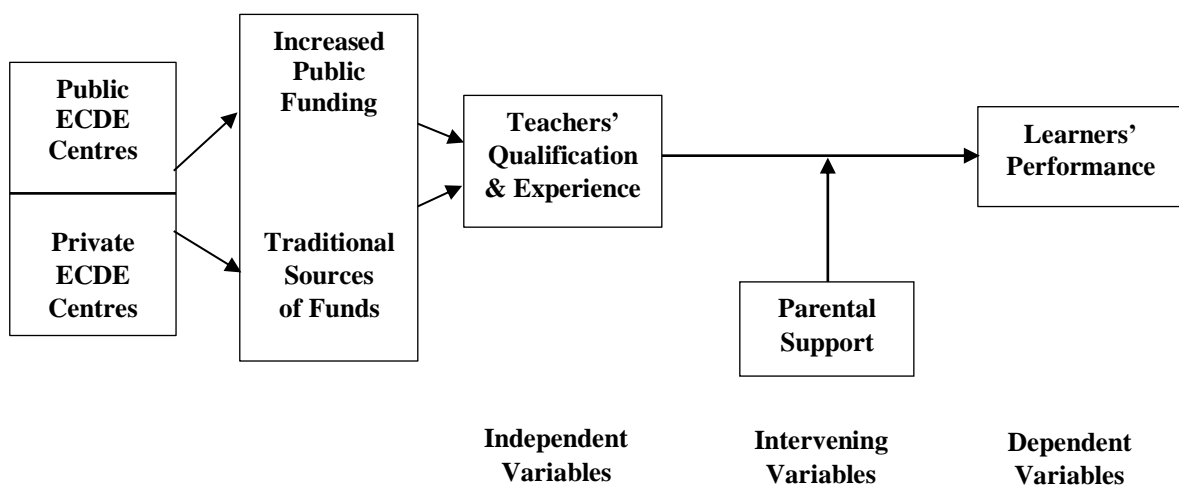 Public
ECDE
Centres
Private
ECDE
Centres
Increased
Public
Funding
Traditional
Sources
of Funds
Teachers’
Qualification
& Experience
Parental
Support
Learners’
Performance
Independent
Variables
Intervening
Variables
Dependent
Variables